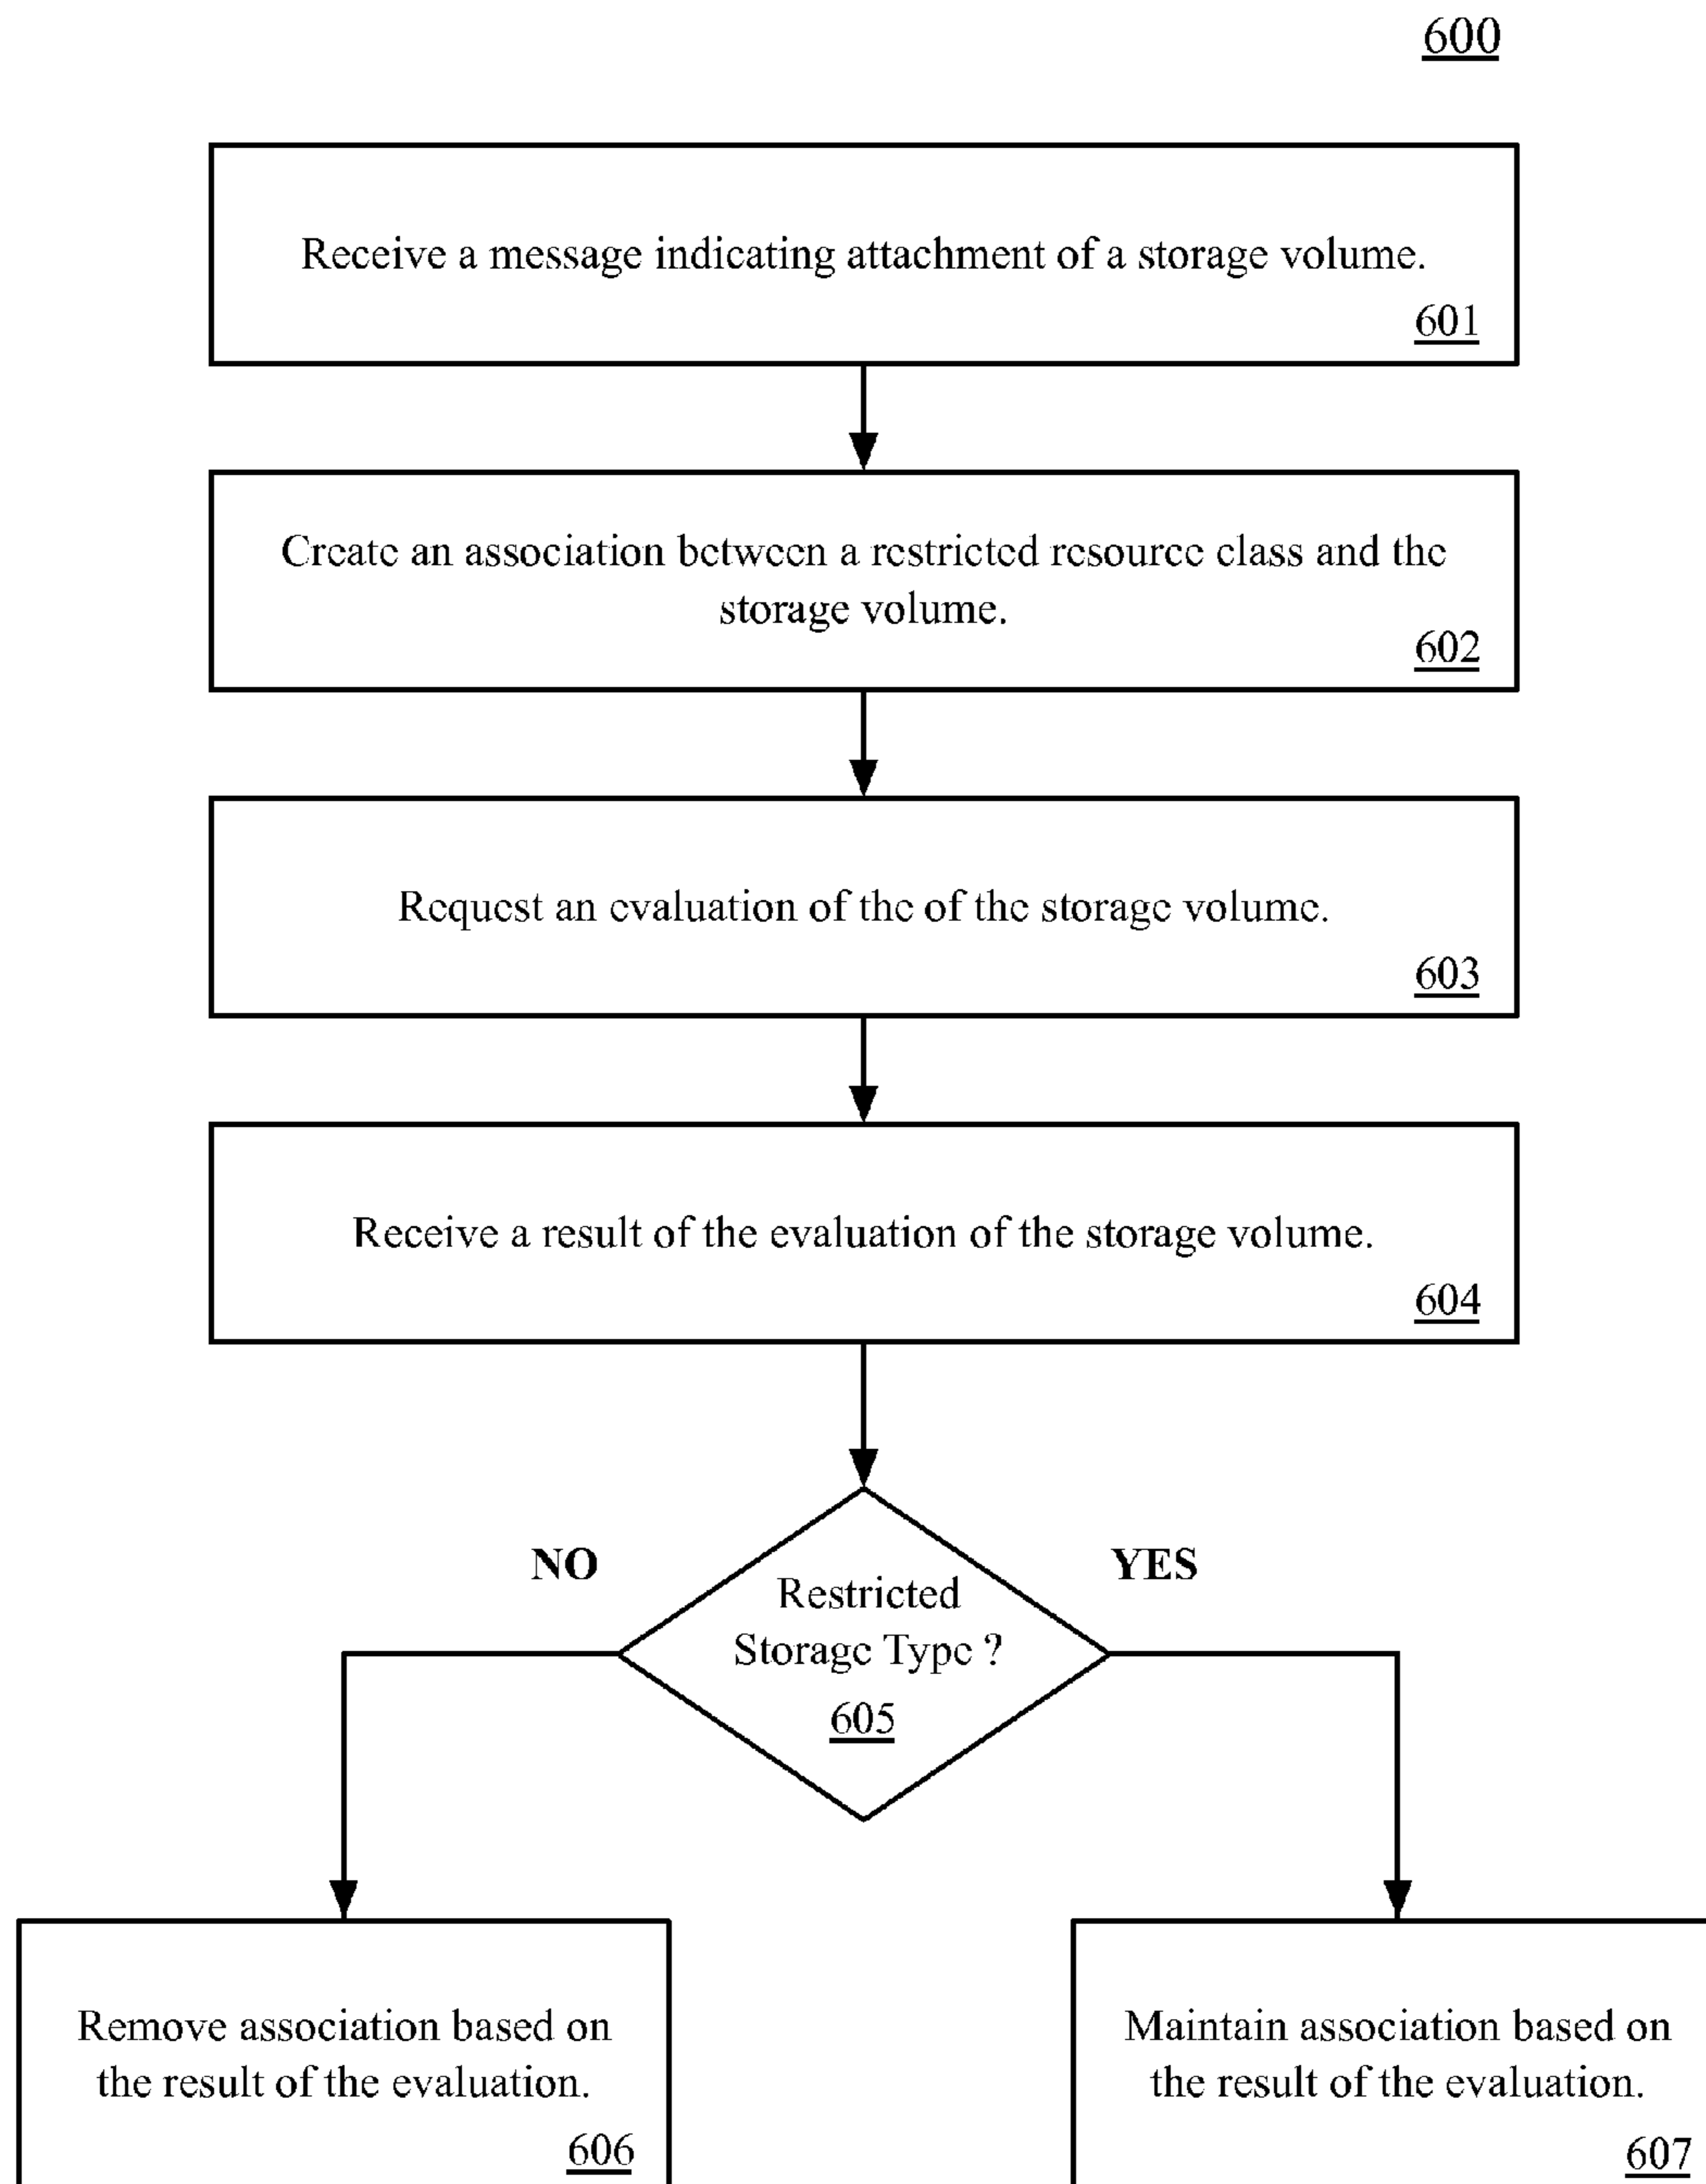 600
Receive a message indicating attachment of a storage volume.
601
Create an association between a restricted resource class and the
storage volume.
602
Request an evaluation of the of the storage volume.
603
Receive a result of the evaluation of the storage volume.
604
NO
YES
Restricted
Storage Type ?
605
Remove association based on
the result of the evaluation.
606
Maintain association based on
the result of the evaluation.
607